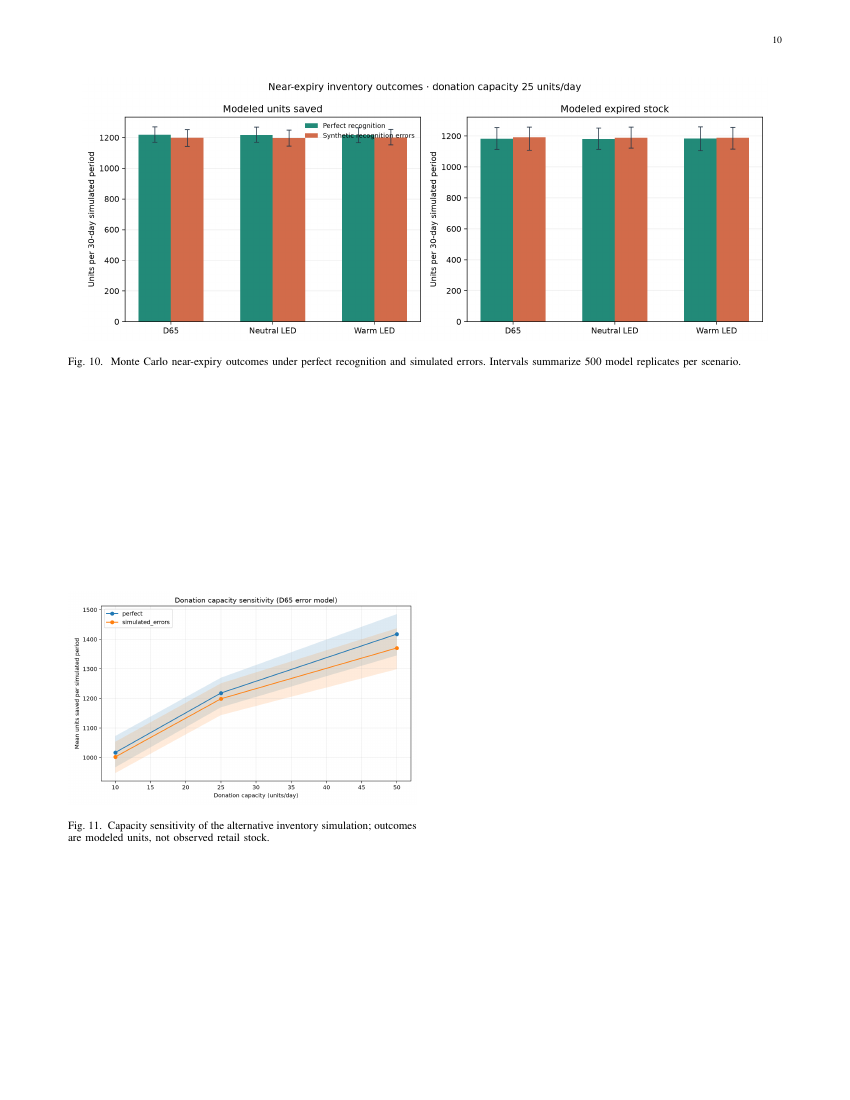 10
Near-expiry inventory outcomes · donation capacity 25 units/day
Modeled units saved
Units per 30-day simulated period
1200
1000
800
600
400
200
0
Perfect recognition
Synthetic recognition errors
D65
Neutral LED
Warm LED
Modeled expired stock
Units per 30-day simulated period
1200
1000
800
600
400
200
0
D65
Neutral LED
Warm LED
Fig. 10. Monte Carlo near-expiry outcomes under perfect recognition and simulated errors. Intervals summarize 500 model replicates per scenario.
Donation capacity sensitivity (D65 error model)
Mean units saved per simulated period
1500
1400
1300
1200
1100
1000
perfect
simulated_errors
10
15
20
25
30
35
40
45
50
Donation capacity (units/day)
Fig. 11. Capacity sensitivity of the alternative inventory simulation; outcomes
are modeled units, not observed retail stock.